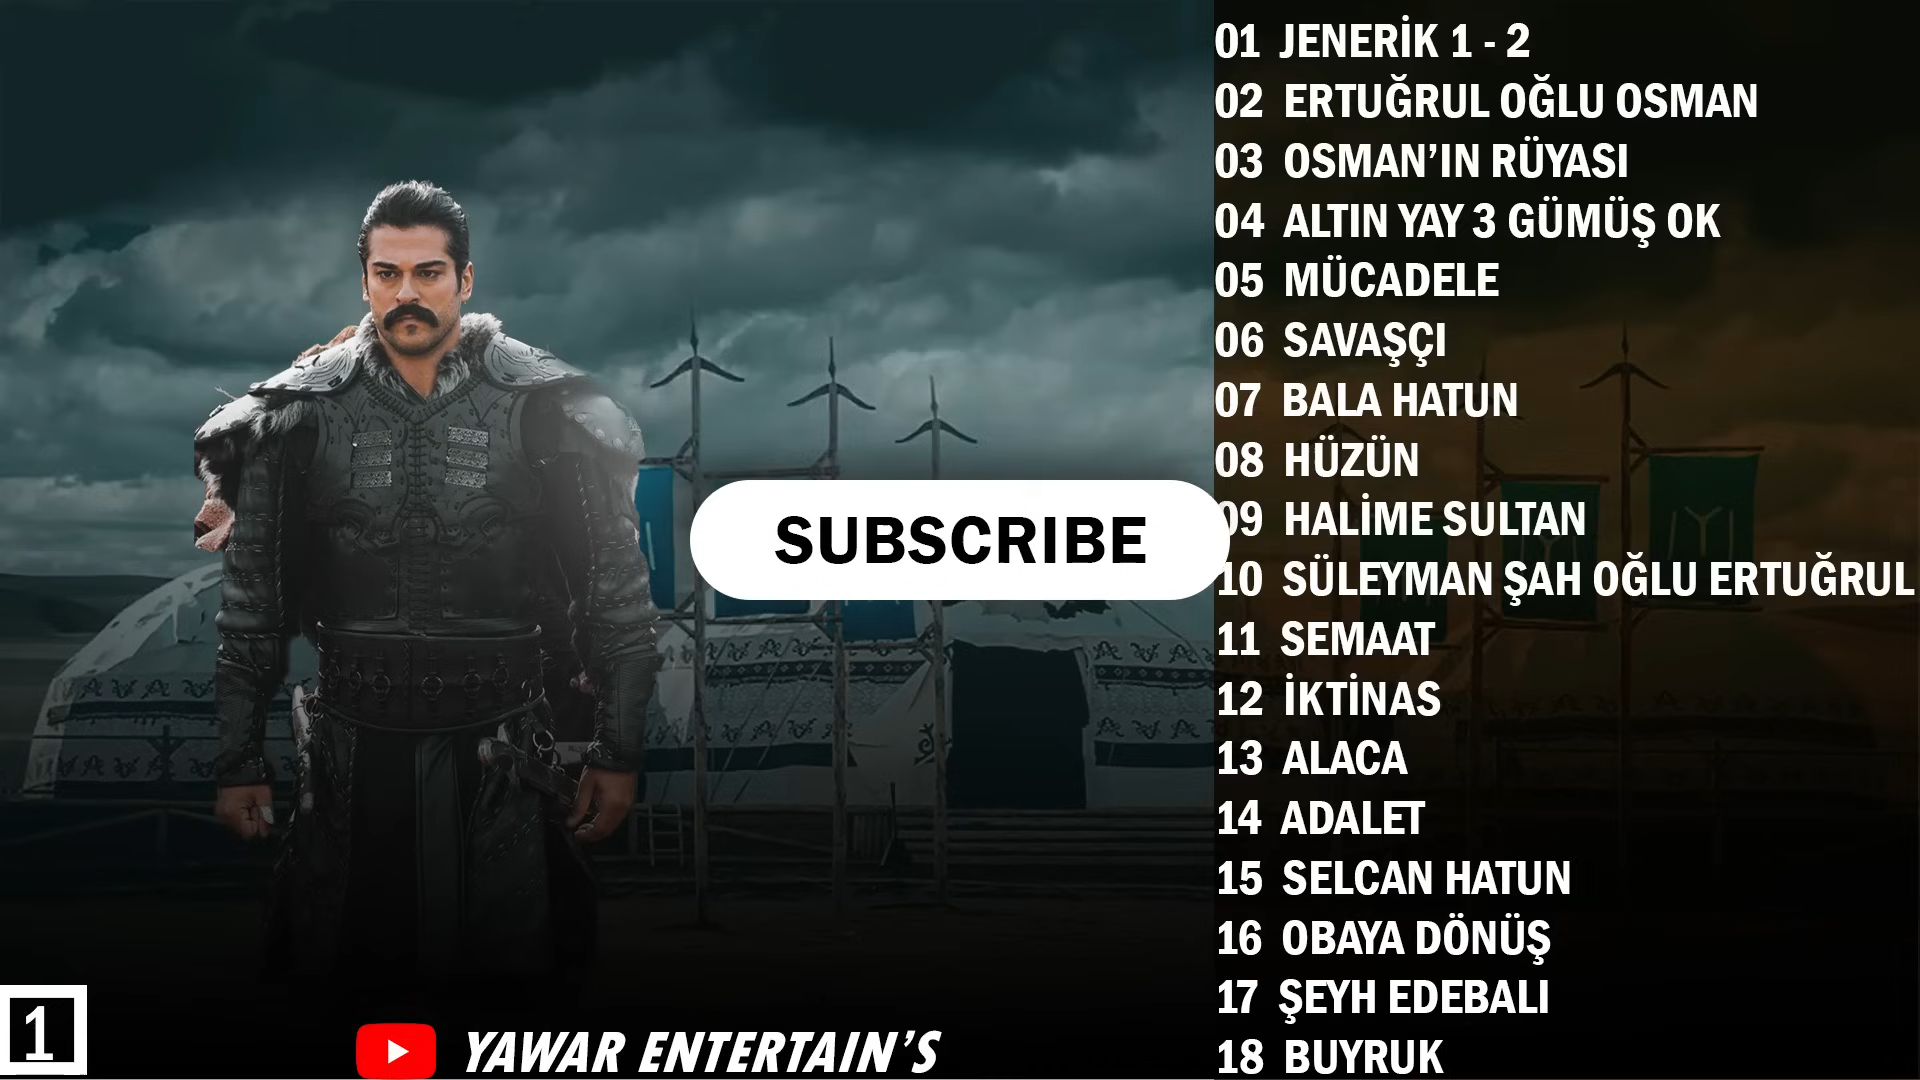 01 JENERİK 1 - 2
02 ERTUĞRUL OĞLU OSMAN
03 OSMAN’IN RÜYASI
04 ALTIN YAY 3 GÜMÜŞ OK
05 MÜCADELE
06 SAVAŞÇI
07 BALA HATUN
08 HÜZÜN
09 HALİME SULTAN
10 SÜLEYMAN ŞAH OĞLU ERTUĞRUL
11 SEMAAT
12 İKTİNAS
13 ALACA
14 ADALET
15 SELCAN HATUN
16 OBAYA DÖNÜŞ
17 ŞEYH EDEBALI
18 BUYRUK
SUBSCRIBE
1
YAWAR ENTERTAIN’S